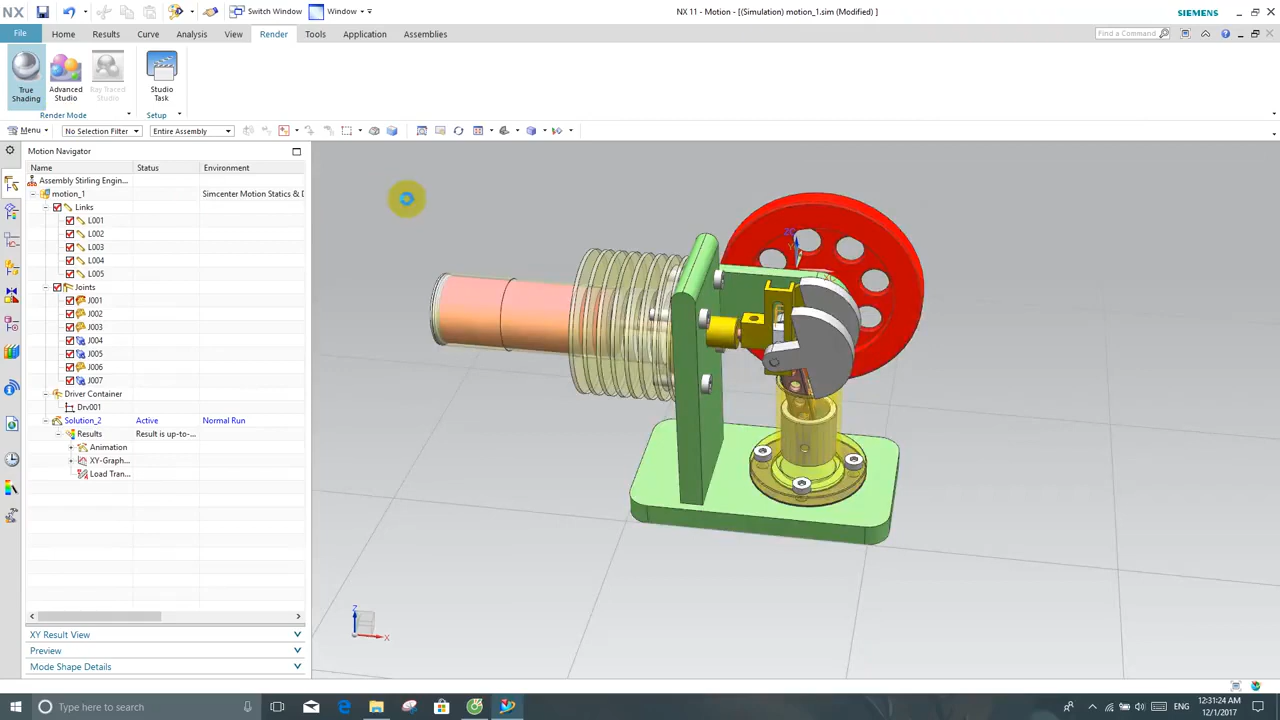 NX
Switch Window
Window
NX 11 - Motion - [(Simulation) motion_1.sim (Modified) ]
SIEMENS
File
Home
Results
Curve
Analysis
View
Render
Tools
Application
Assemblies
Find a Command
True Shading
Advanced Studio
Ray Traced Studio
Studio Task
Render Mode
Setup
Menu
No Selection Filter
Entire Assembly
Motion Navigator
Name
Status
Environment
Assembly Stirling Engin...
motion_1
Simcenter Motion Statics & D
Links
L001
L002
L003
L004
L005
Joints
J001
J002
J003
J004
J005
J006
J007
Driver Container
Drv001
Solution_2
Active
Normal Run
Results
Result is up-to-...
Animation
XY-Graph...
Load Tran...
XY Result View
Preview
Mode Shape Details
ZC
Y
Z
X
Type here to search
ENG
12:31:24 AM
12/1/2017